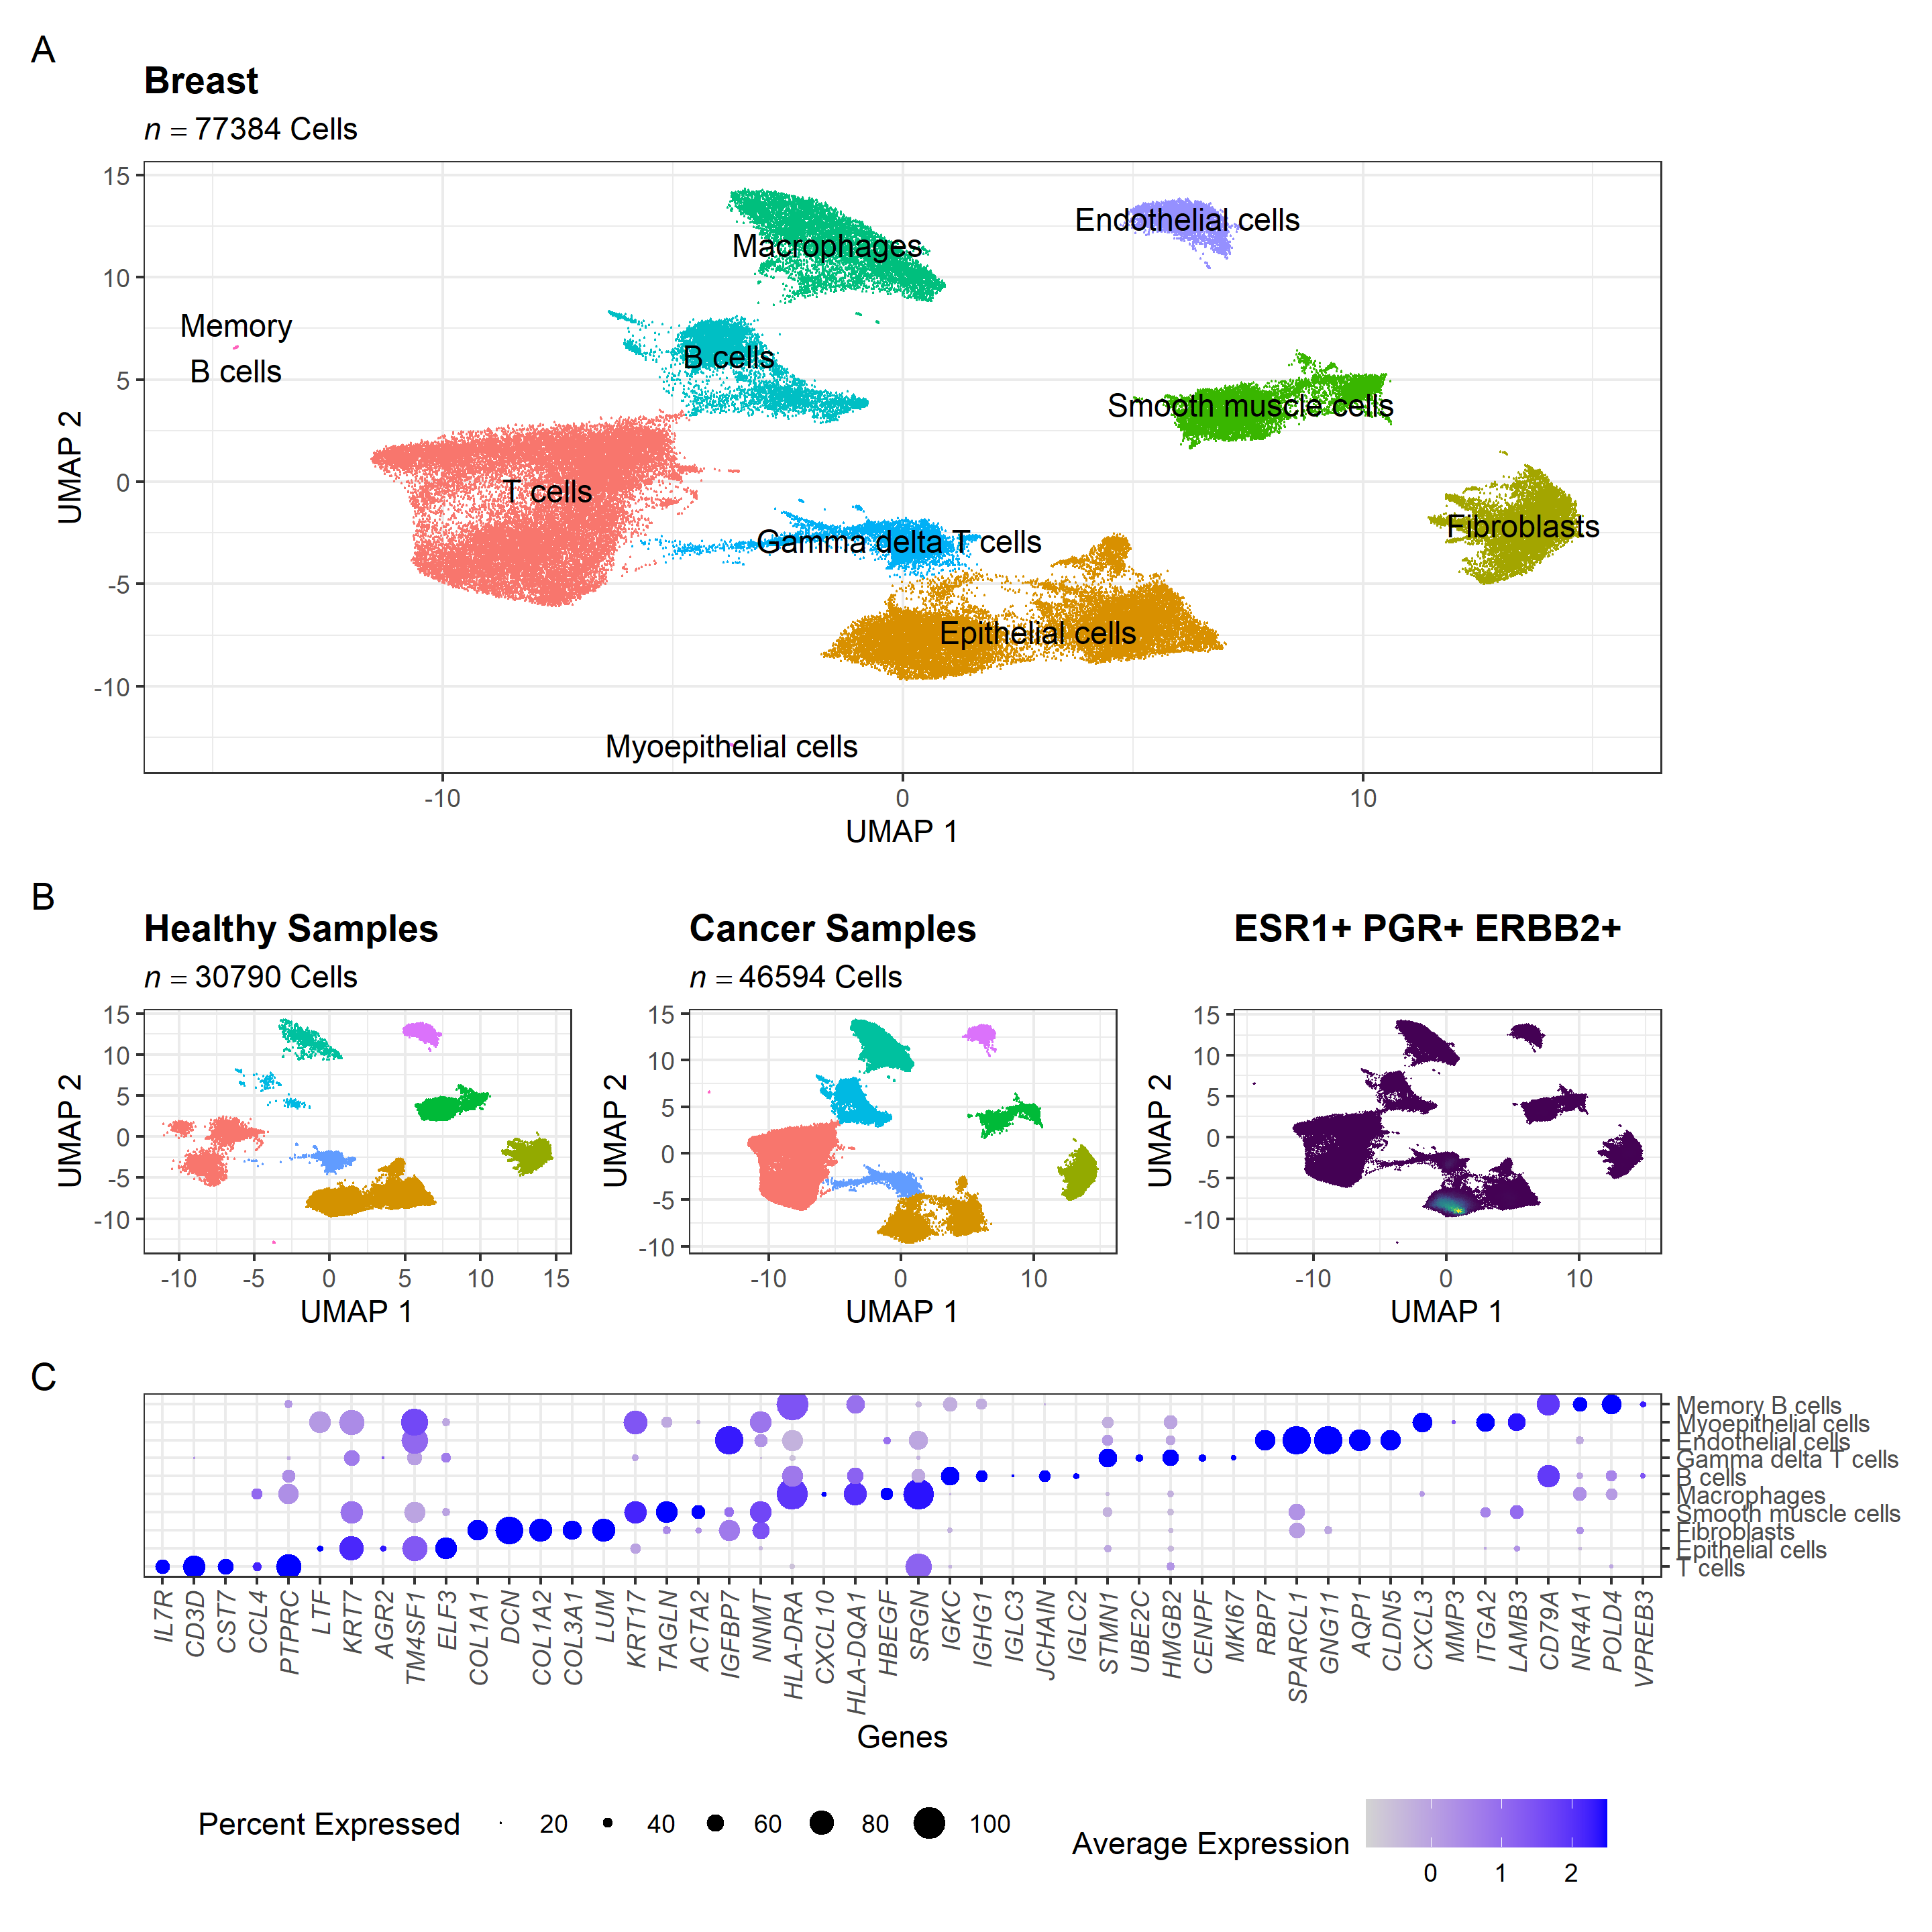 A
Breast
n = 77384 Cells
15
10
5
0
-5
-10
UMAP 2
Macrophages
Endothelial cells
Memory
B cells
B cells
Smooth muscle cells
T cells
Fibroblasts
Gamma delta T cells
Epithelial cells
Myoepithelial cells
-10
0
10
UMAP 1
B
Healthy Samples
n = 30790 Cells
15
10
5
0
-5
-10
UMAP 2
-10
-5
0
5
10
15
UMAP 1
Cancer Samples
n = 46594 Cells
15
10
5
0
-5
-10
UMAP 2
-10
0
10
UMAP 1
ESR1+ PGR+ ERBB2+
15
10
5
0
-5
-10
UMAP 2
-10
0
10
UMAP 1
C
Memory B cells
Myoepithelial cells
Endothelial cells
Gamma delta T cells
B cells
Macrophages
Smooth muscle cells
Fibroblasts
Epithelial cells
T cells
IL7R
CD3D
CST7
CCL4
PTPRC
LTF
KRT7
AGR2
TM4SF1
ELF3
COL1A1
DCN
COL1A2
COL3A1
LUM
KRT17
TAGLN
ACTA2
IGFBP7
NNMT
HLA-DRA
CXCL10
HLA-DQA1
HBEGF
SRGN
IGKC
IGHG1
IGLC3
JCHAIN
IGLC2
STMN1
UBE2C
HMGB2
CENPF
MKI67
RBP7
SPARCL1
GNG11
AQP1
CLDN5
CXCL3
MMP3
ITGA2
LAMB3
CD79A
NR4A1
POLD4
VPREB3
Genes
Percent Expressed
20
40
60
80
100
Average Expression
0
1
2